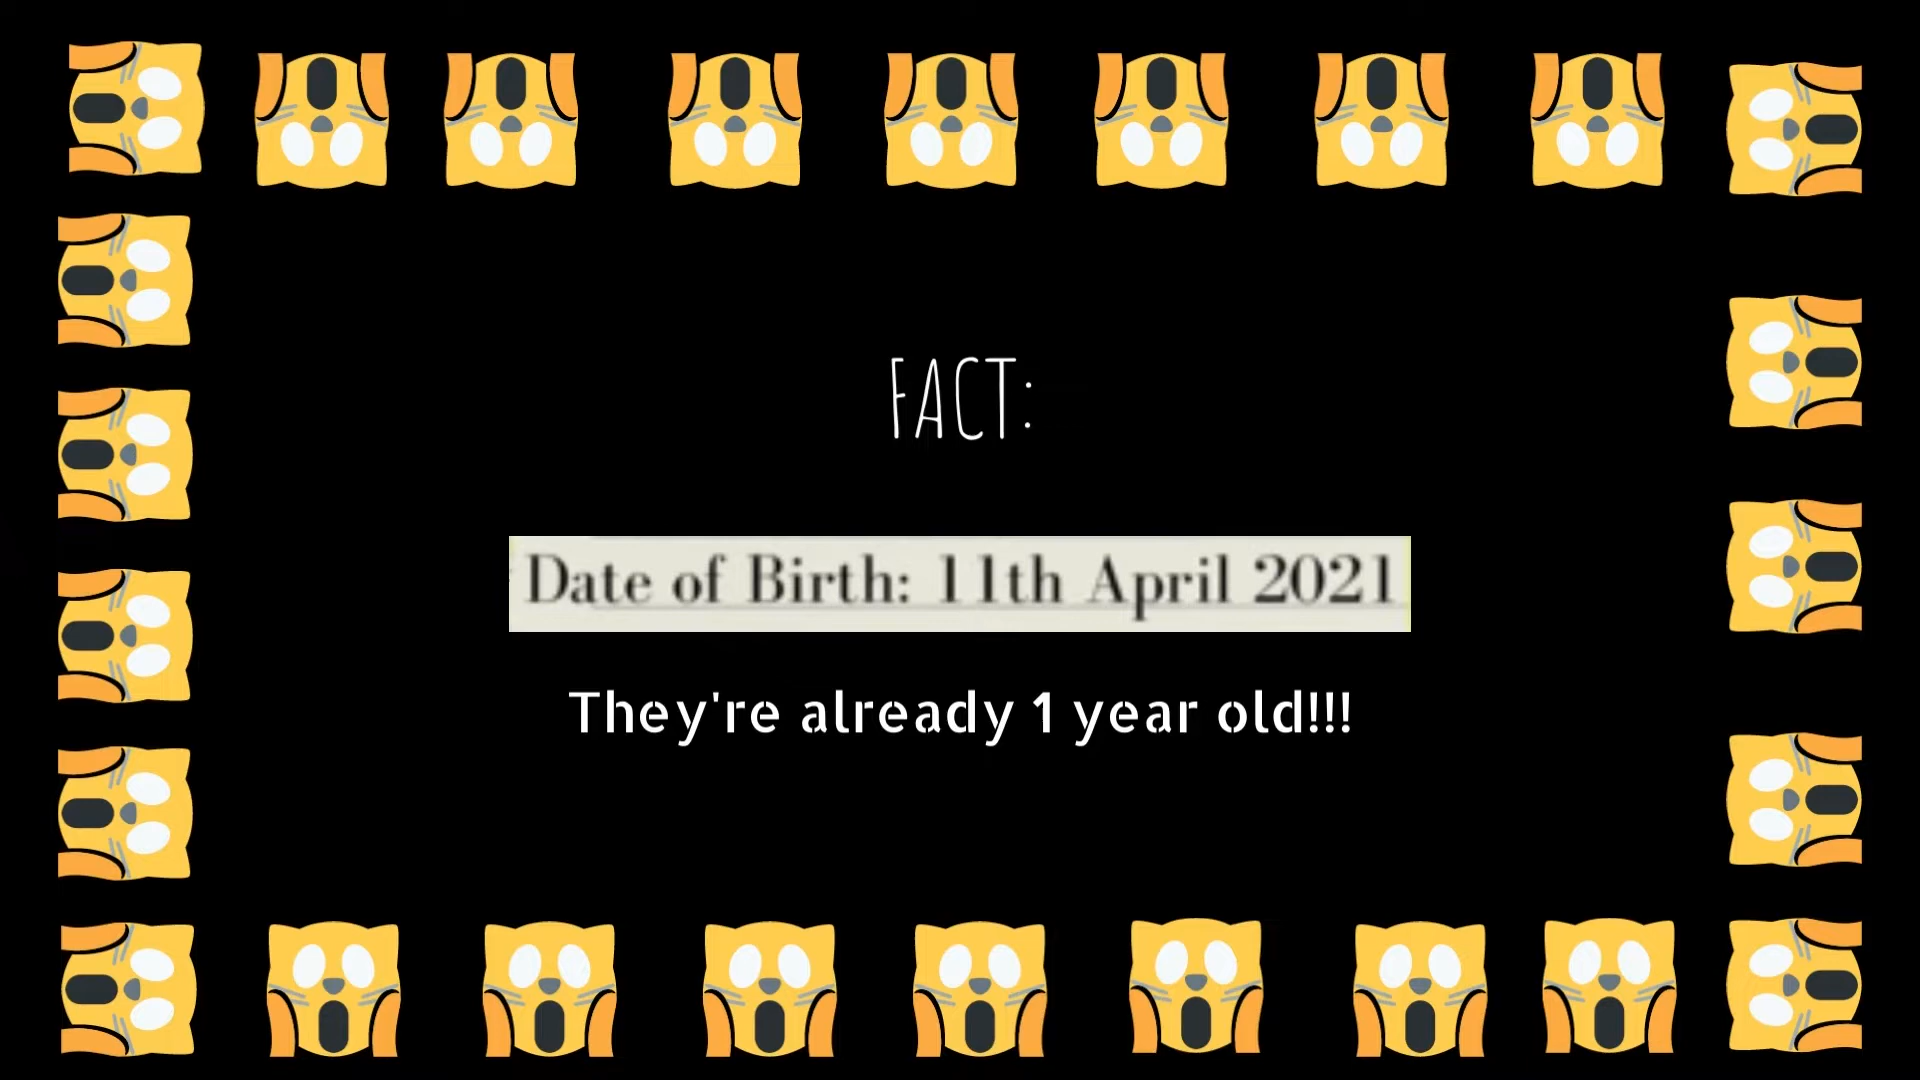 FACT:
Date of Birth: 11th April 2021
They're already 1 year old!!!